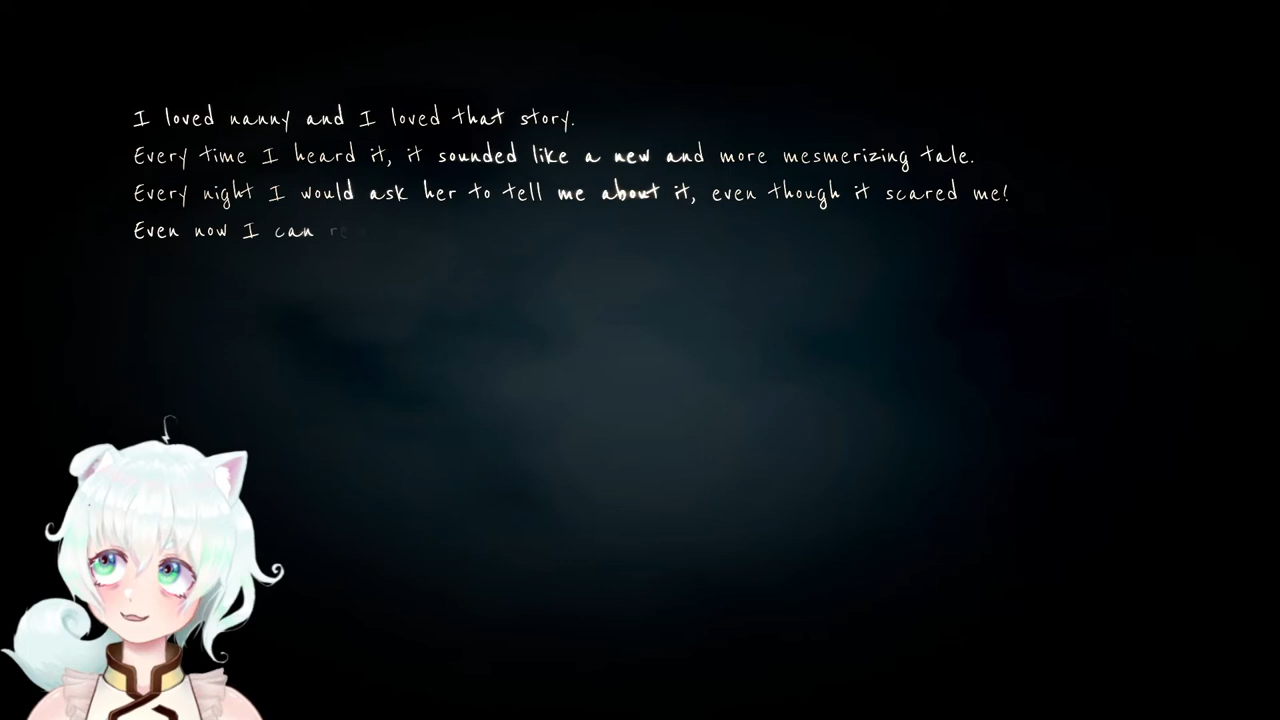 I loved nanny and I loved that story.
Every time I heard it, it sounded like a new and more mesmerizing tale.
Every night I would ask her to tell me about it, even though it scared me!
Even now I can re